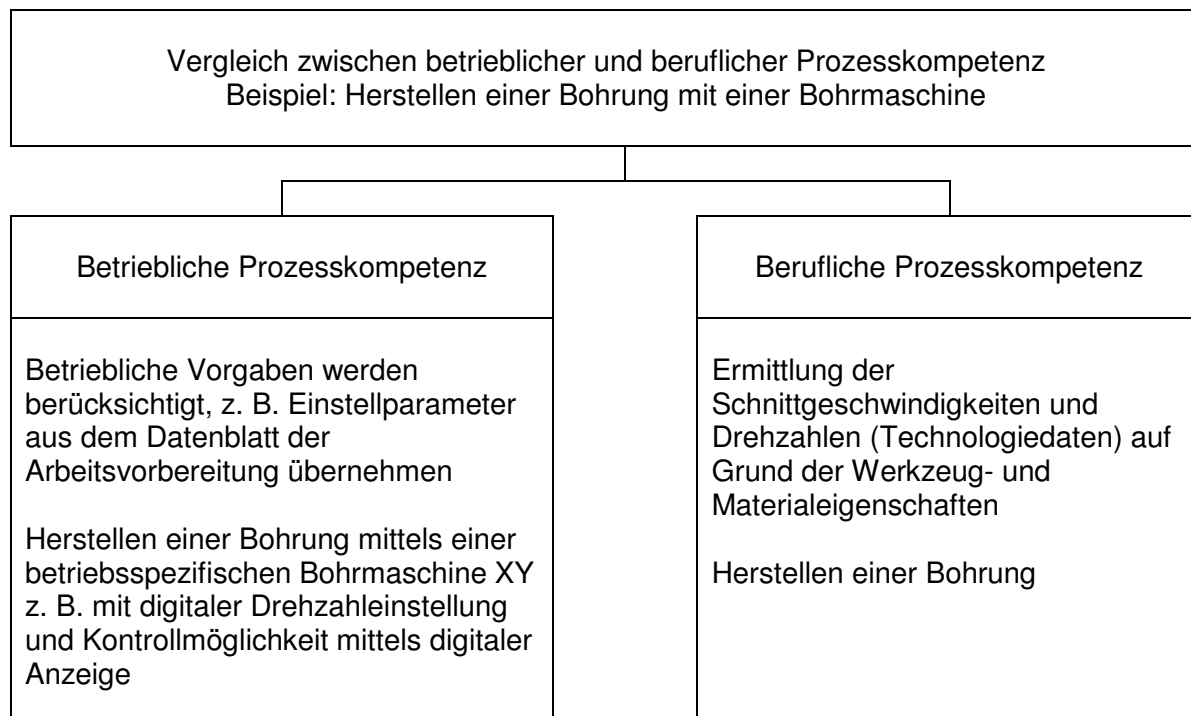 Vergleich zwischen betrieblicher und beruflicher Prozesskompetenz
Beispiel: Herstellen einer Bohrung mit einer Bohrmaschine
Betriebliche Prozesskompetenz
Betriebliche Vorgaben werden
berücksichtigt, z. B. Einstellparameter
aus dem Datenblatt der
Arbeitsvorbereitung übernehmen
Herstellen einer Bohrung mittels einer
betriebsspezifischen Bohrmaschine XY
z. B. mit digitaler Drehzahleinstellung
und Kontrollmöglichkeit mittels digitaler
Anzeige
Berufliche Prozesskompetenz
Ermittlung der
Schnittgeschwindigkeiten und
Drehzahlen (Technologiedaten) auf
Grund der Werkzeug- und
Materialeigenschaften
Herstellen einer Bohrung